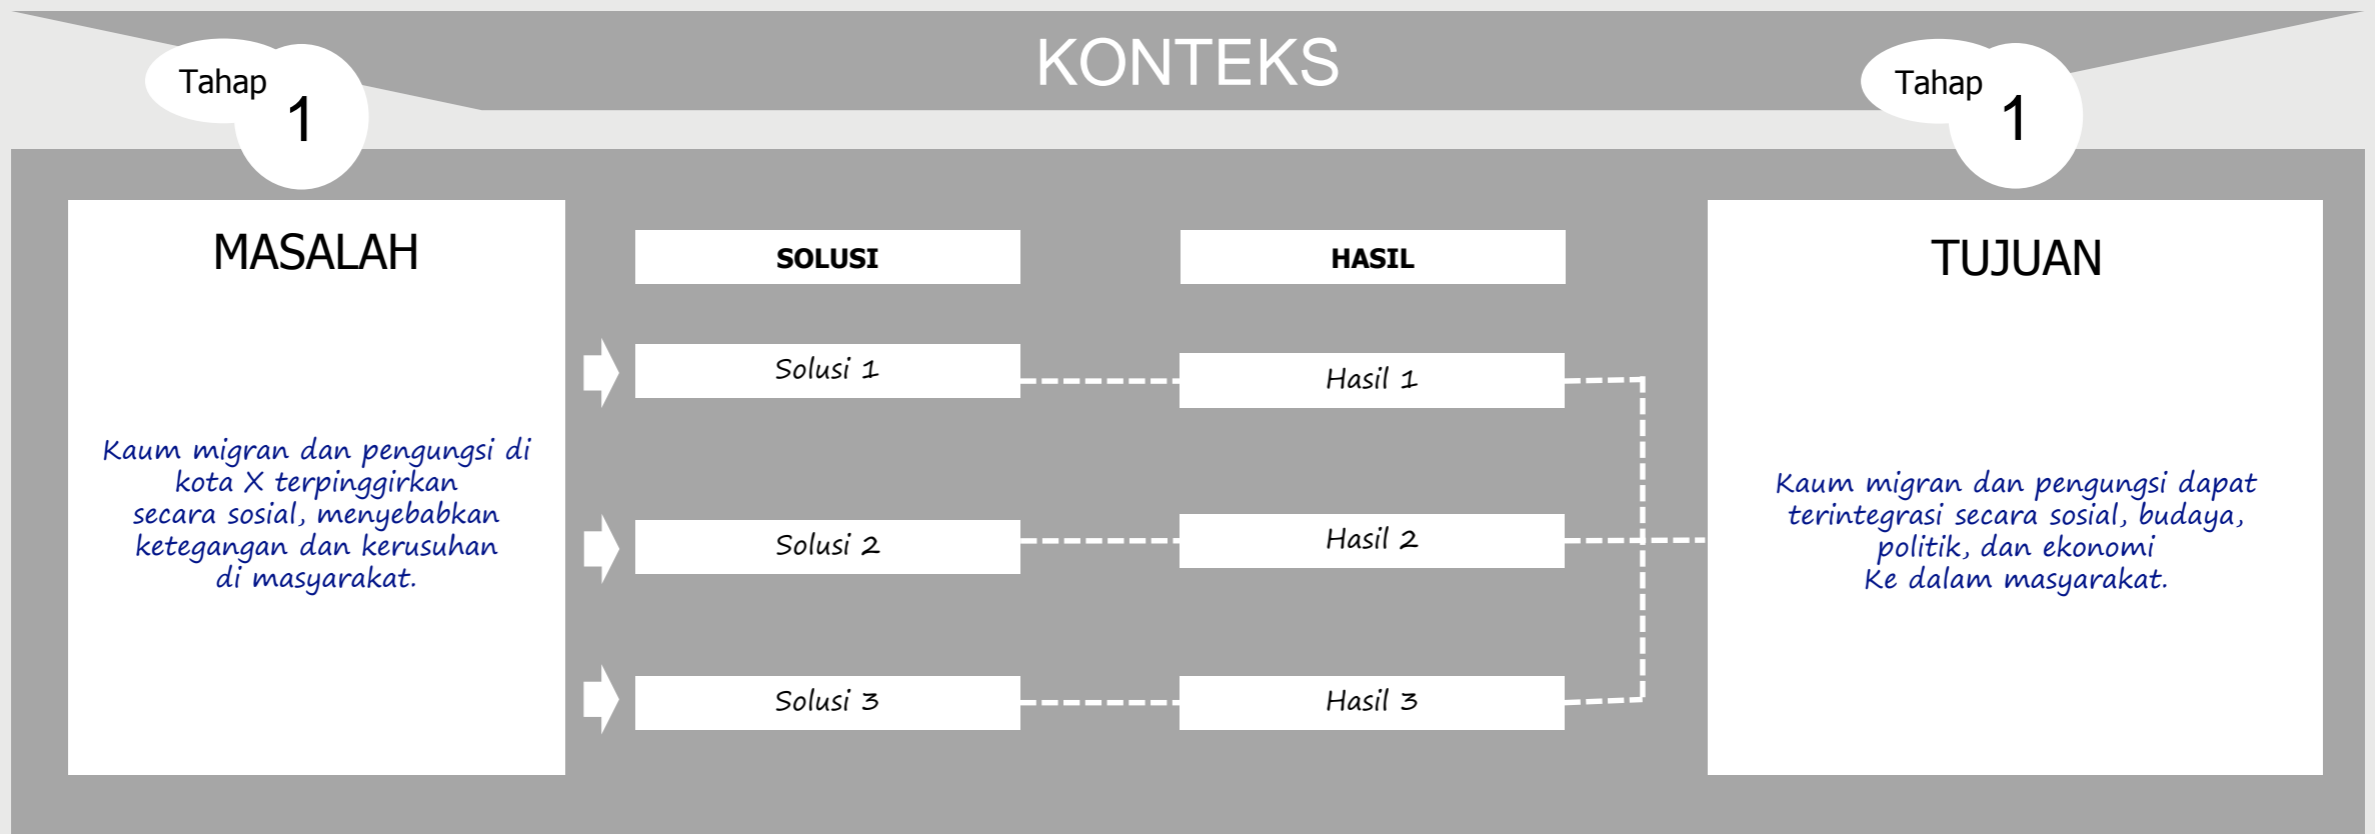 KONTEKS
Tahap
1
Tahap
1
MASALAH
Kaum migran dan pengungsi di
kota X terpinggirkan
secara sosial, menyebabkan
ketegangan dan kerusuhan
di masyarakat.
SOLUSI
Solusi 1
Solusi 2
Solusi 3
HASIL
Hasil 1
Hasil 2
Hasil 3
TUJUAN
Kaum migran dan pengungsi dapat
terintegrasi secara sosial, budaya,
politik, dan ekonomi
Ke dalam masyarakat.